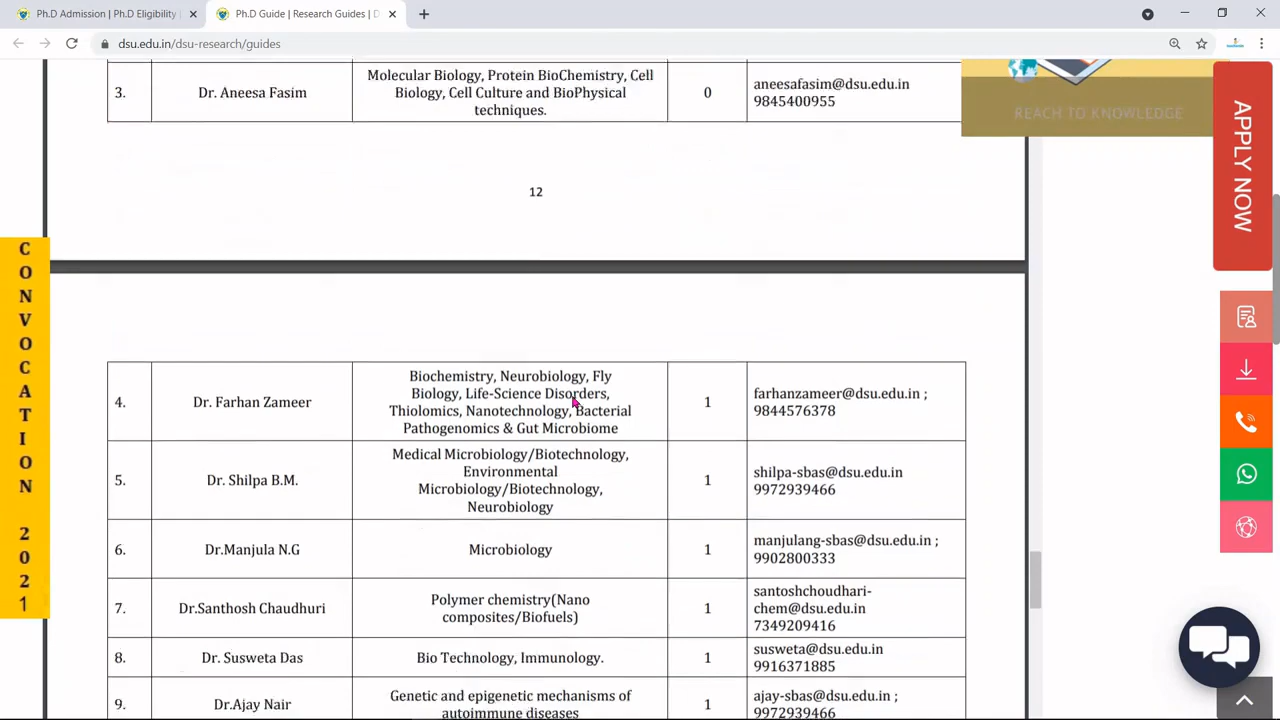 Ph.D Admission | Ph.D Eligibility |
Ph.D Guide | Research Guides | D
dsu.edu.in/dsu-research/guides
3. Dr. Aneesa Fasim Molecular Biology, Protein BioChemistry, Cell Biology, Cell Culture and BioPhysical techniques. 0 aneesafasim@dsu.edu.in 9845400955
REACH TO KNOWLEDGE
APPLY NOW
12
CONVOCATION 2021
4. Dr. Farhan Zameer Biochemistry, Neurobiology, Fly Biology, Life-Science Disorders, Thiolomics, Nanotechnology, Bacterial Pathogenomics & Gut Microbiome 1 farhanzameer@dsu.edu.in ; 9844576378
5. Dr. Shilpa B.M. Medical Microbiology/Biotechnology, Environmental Microbiology/Biotechnology, Neurobiology 1 shilpa-sbas@dsu.edu.in 9972939466
6. Dr.Manjula N.G Microbiology 1 manjulang-sbas@dsu.edu.in ; 9902800333
7. Dr.Santhosh Chaudhuri Polymer chemistry(Nano composites/Biofuels) 1 santoshchoudhari-chem@dsu.edu.in 7349209416
8. Dr. Susweta Das Bio Technology, Immunology. 1 susweta@dsu.edu.in 9916371885
9. Dr.Ajay Nair Genetic and epigenetic mechanisms of autoimmune diseases 1 ajay-sbas@dsu.edu.in ; 9972939466